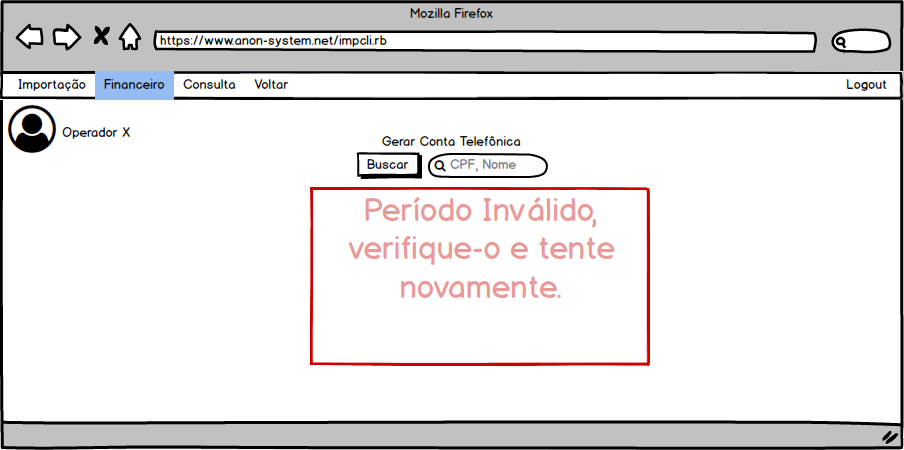 Mozilla Firefox
https://www.anon-system.net/impcli.rb
Importação Financeiro Consulta Voltar Logout
Operador X
Gerar Conta Telefônica
Buscar CPF, Nome
Período Inválido,
verifique-o e tente
novamente.